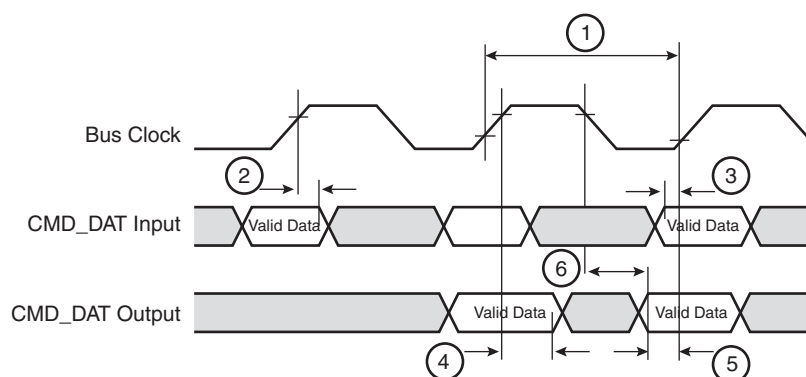 1
Bus Clock
2
3
CMD_DAT Input
Valid Data
Valid Data
6
CMD_DAT Output
Valid Data
Valid Data
4
5